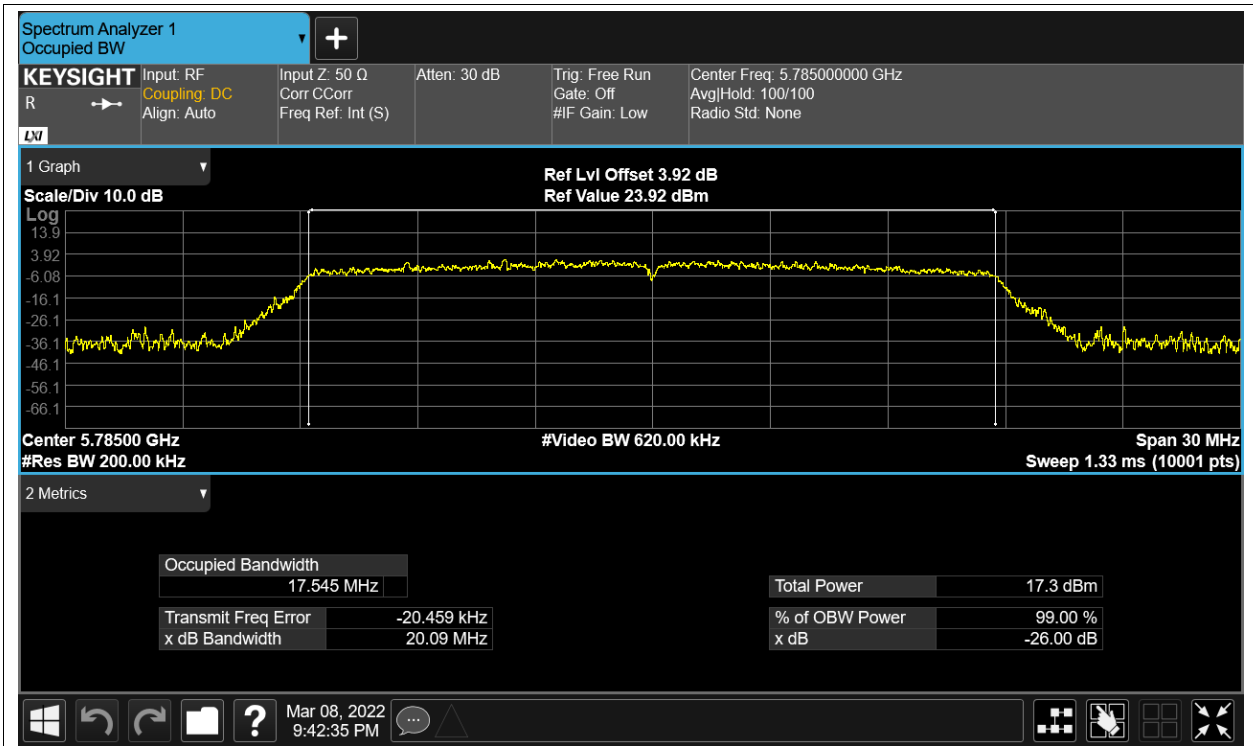 Spectrum Analyzer 1
Occupied BW
KEYSIGHT
R
LXI
Input: RF
Coupling: DC
Align: Auto
Input Z: 50 Ω
Corr CCorr
Freq Ref: Int (S)
Atten: 30 dB
Trig: Free Run
Gate: Off
#IF Gain: Low
Center Freq: 5.785000000 GHz
Avg|Hold: 100/100
Radio Std: None
1 Graph
Scale/Div 10.0 dB
Ref Lvl Offset 3.92 dB
Ref Value 23.92 dBm
Log
13.9
3.92
-6.08
-16.1
-26.1
-36.1
-46.1
-56.1
-66.1
Center 5.78500 GHz
#Res BW 200.00 kHz
#Video BW 620.00 kHz
Span 30 MHz
Sweep 1.33 ms (10001 pts)
2 Metrics
Occupied Bandwidth
17.545 MHz
Transmit Freq Error -20.459 kHz
x dB Bandwidth 20.09 MHz
Total Power 17.3 dBm
% of OBW Power 99.00 %
x dB -26.00 dB
?
Mar 08, 2022
9:42:35 PM